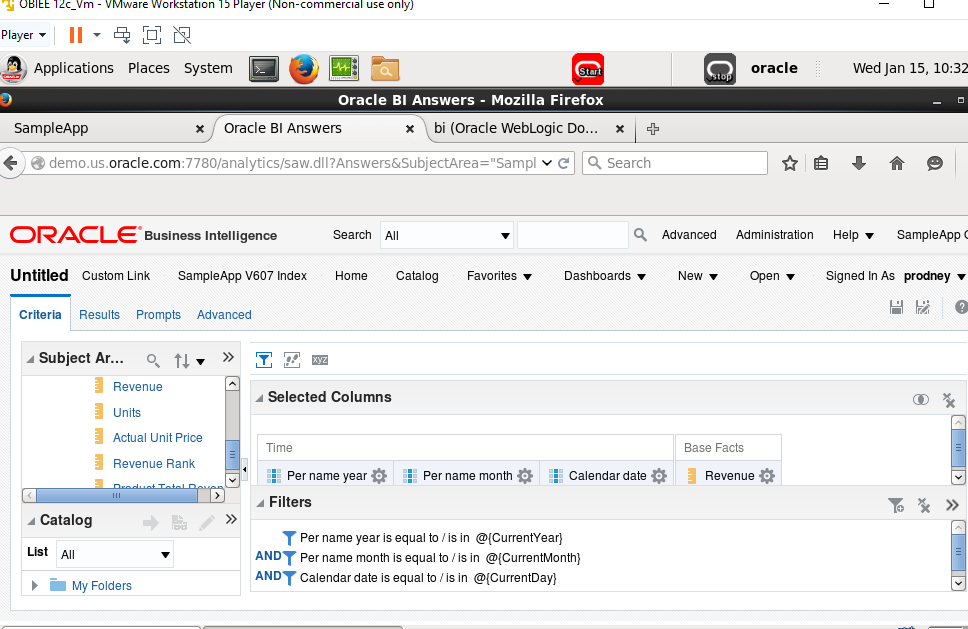 OBIEE 12c_Vm - VMware Workstation 15 Player (Non-commercial use only)
Player
Applications Places System Start stop oracle Wed Jan 15, 10:32
Oracle BI Answers - Mozilla Firefox
SampleApp Oracle BI Answers bi (Oracle WebLogic Do...
demo.us.oracle.com:7780/analytics/saw.dll?Answers&SubjectArea="Sampl Search
ORACLE Business Intelligence Search All Advanced Administration Help SampleApp
Untitled Custom Link SampleApp V607 Index Home Catalog Favorites Dashboards New Open Signed In As prodney
Criteria Results Prompts Advanced
Subject Ar...
Revenue
Units
Actual Unit Price
Revenue Rank
Product Total Reven
Catalog
List All
My Folders
xyz
Selected Columns
Time Base Facts
Per name year Per name month Calendar date Revenue
Filters
Per name year is equal to / is in @{CurrentYear}
AND Per name month is equal to / is in @{CurrentMonth}
AND Calendar date is equal to / is in @{CurrentDay}